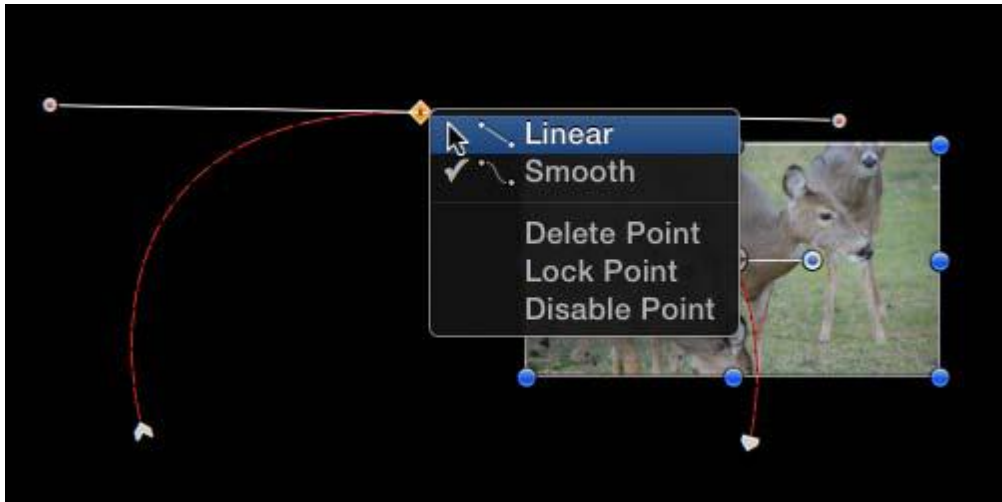 Linear
Smooth
Delete Point
Lock Point
Disable Point